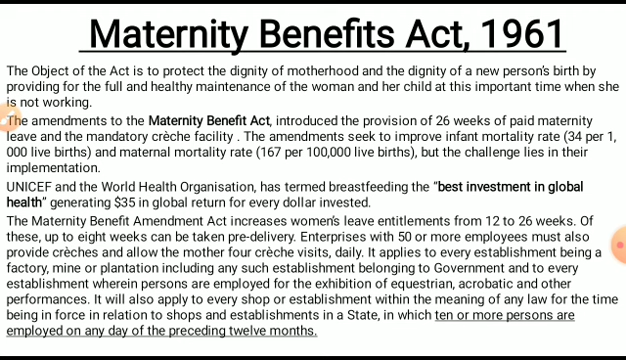 Maternity Benefits Act, 1961
The Object of the Act is to protect the dignity of motherhood and the dignity of a new person's birth by
providing for the full and healthy maintenance of the woman and her child at this important time when she
is not working.
The amendments to the Maternity Benefit Act, introduced the provision of 26 weeks of paid maternity
leave and the mandatory crèche facility . The amendments seek to improve infant mortality rate (34 per 1,
000 live births) and maternal mortality rate (167 per 100,000 live births), but the challenge lies in their
implementation.
UNICEF and the World Health Organisation, has termed breastfeeding the "best investment in global
health" generating $35 in global return for every dollar invested.
The Maternity Benefit Amendment Act increases women's leave entitlements from 12 to 26 weeks. Of
these, up to eight weeks can be taken pre-delivery. Enterprises with 50 or more employees must also
provide crèches and allow the mother four crèche visits, daily. It applies to every establishment being a
factory, mine or plantation including any such establishment belonging to Government and to every
establishment wherein persons are employed for the exhibition of equestrian, acrobatic and other
performances. It will also apply to every shop or establishment within the meaning of any law for the time
being in force in relation to shops and establishments in a State, in which ten or more persons are
employed on any day of the preceding twelve months.